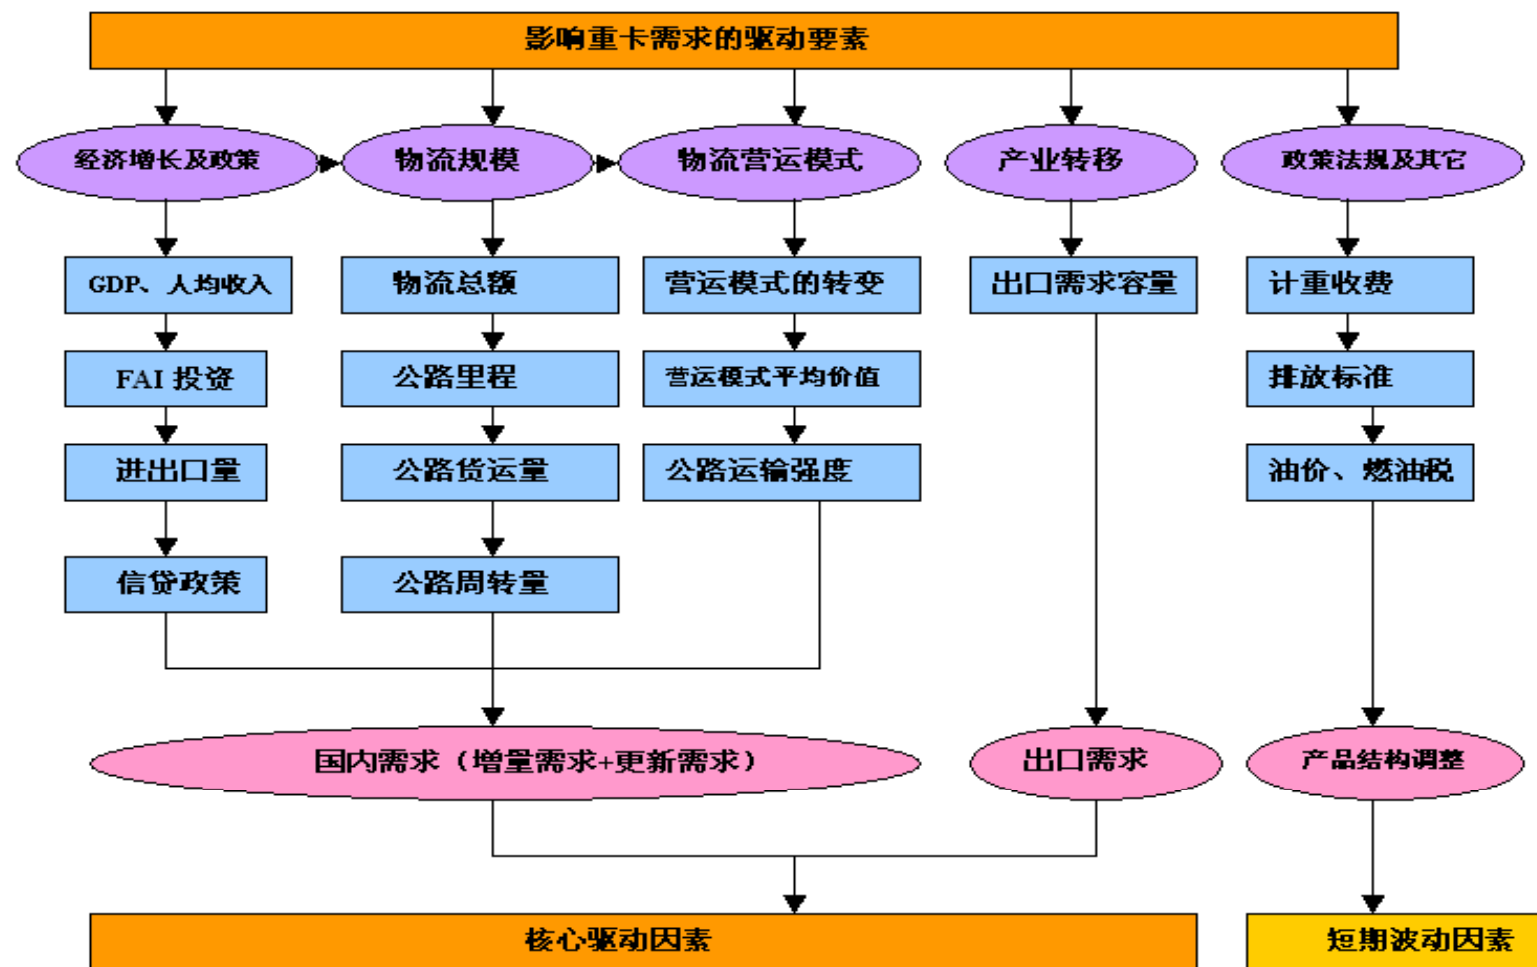 影响重卡需求的驱动要素
经济增长及政策
物流规模
物流营运模式
产业转移
政策法规及其它
GDP、人均收入
物流总额
营运模式的转变
出口需求容量
计重收费
FAI 投资
公路里程
营运模式平均价值
排放标准
进出口量
公路货运量
公路运输强度
油价、燃油税
信贷政策
公路周转量
国内需求（增量需求+更新需求）
出口需求
产品结构调整
核心驱动因素
短期波动因素